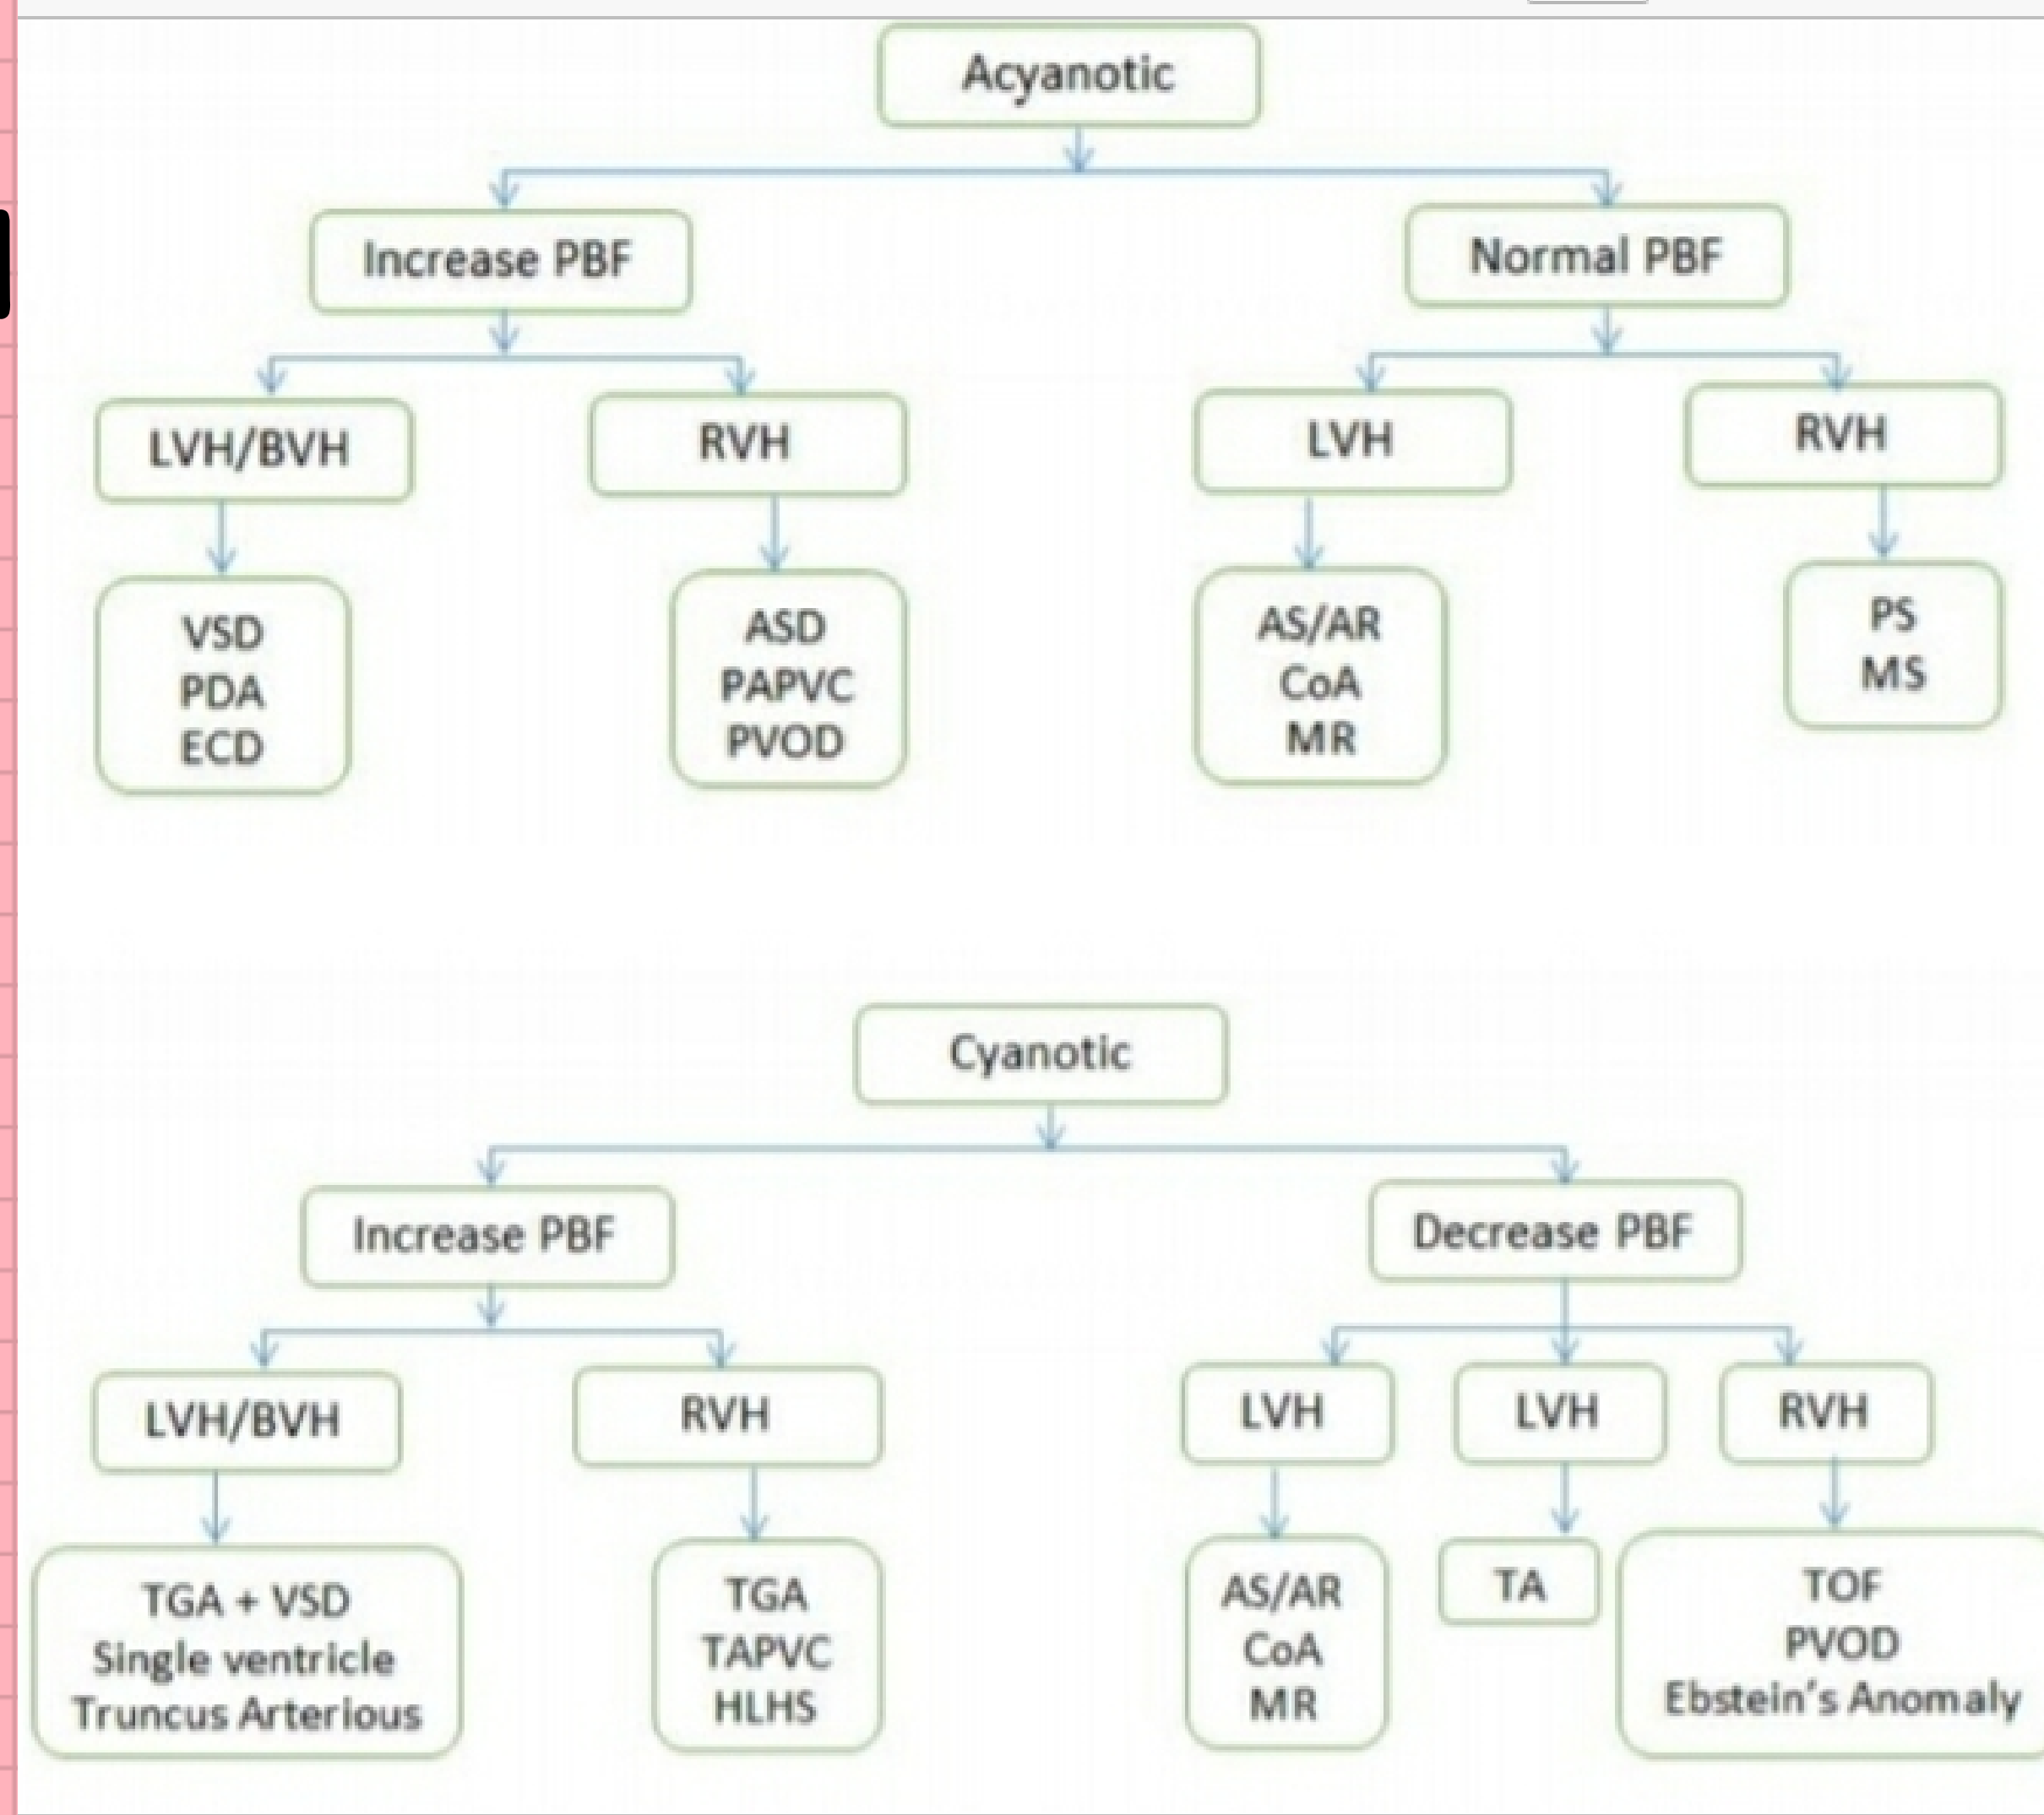 Acyanotic
Increase PBF
Normal PBF
LVH/BVH
RVH
LVH
RVH
VSD
PDA
ECD
ASD
PAPVC
PVOD
AS/AR
CoA
MR
PS
MS
Cyanotic
Increase PBF
Decrease PBF
LVH/BVH
RVH
LVH
LVH
RVH
TGA + VSD
Single ventricle
Truncus Arterious
TGA
TAPVC
HLHS
AS/AR
CoA
MR
TA
TOF
PVOD
Ebstein's Anomaly